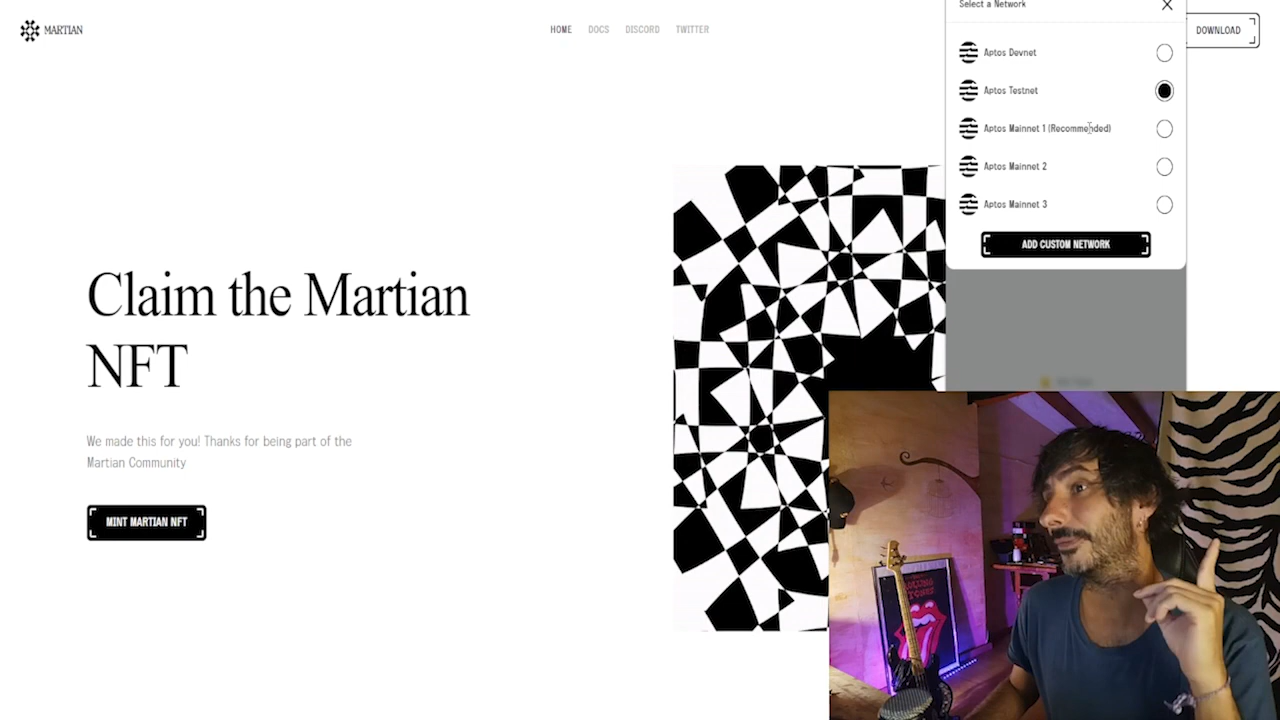 MARTIAN
HOME
DOCS
DISCORD
TWITTER
DOWNLOAD
Select a Network
Aptos Devnet
Aptos Testnet
Aptos Mainnet 1 (Recommended)
Aptos Mainnet 2
Aptos Mainnet 3
ADD CUSTOM NETWORK
Claim the Martian
NFT
We made this for you! Thanks for being part of the
Martian Community
MINT MARTIAN NFT
ROLLING
STONES